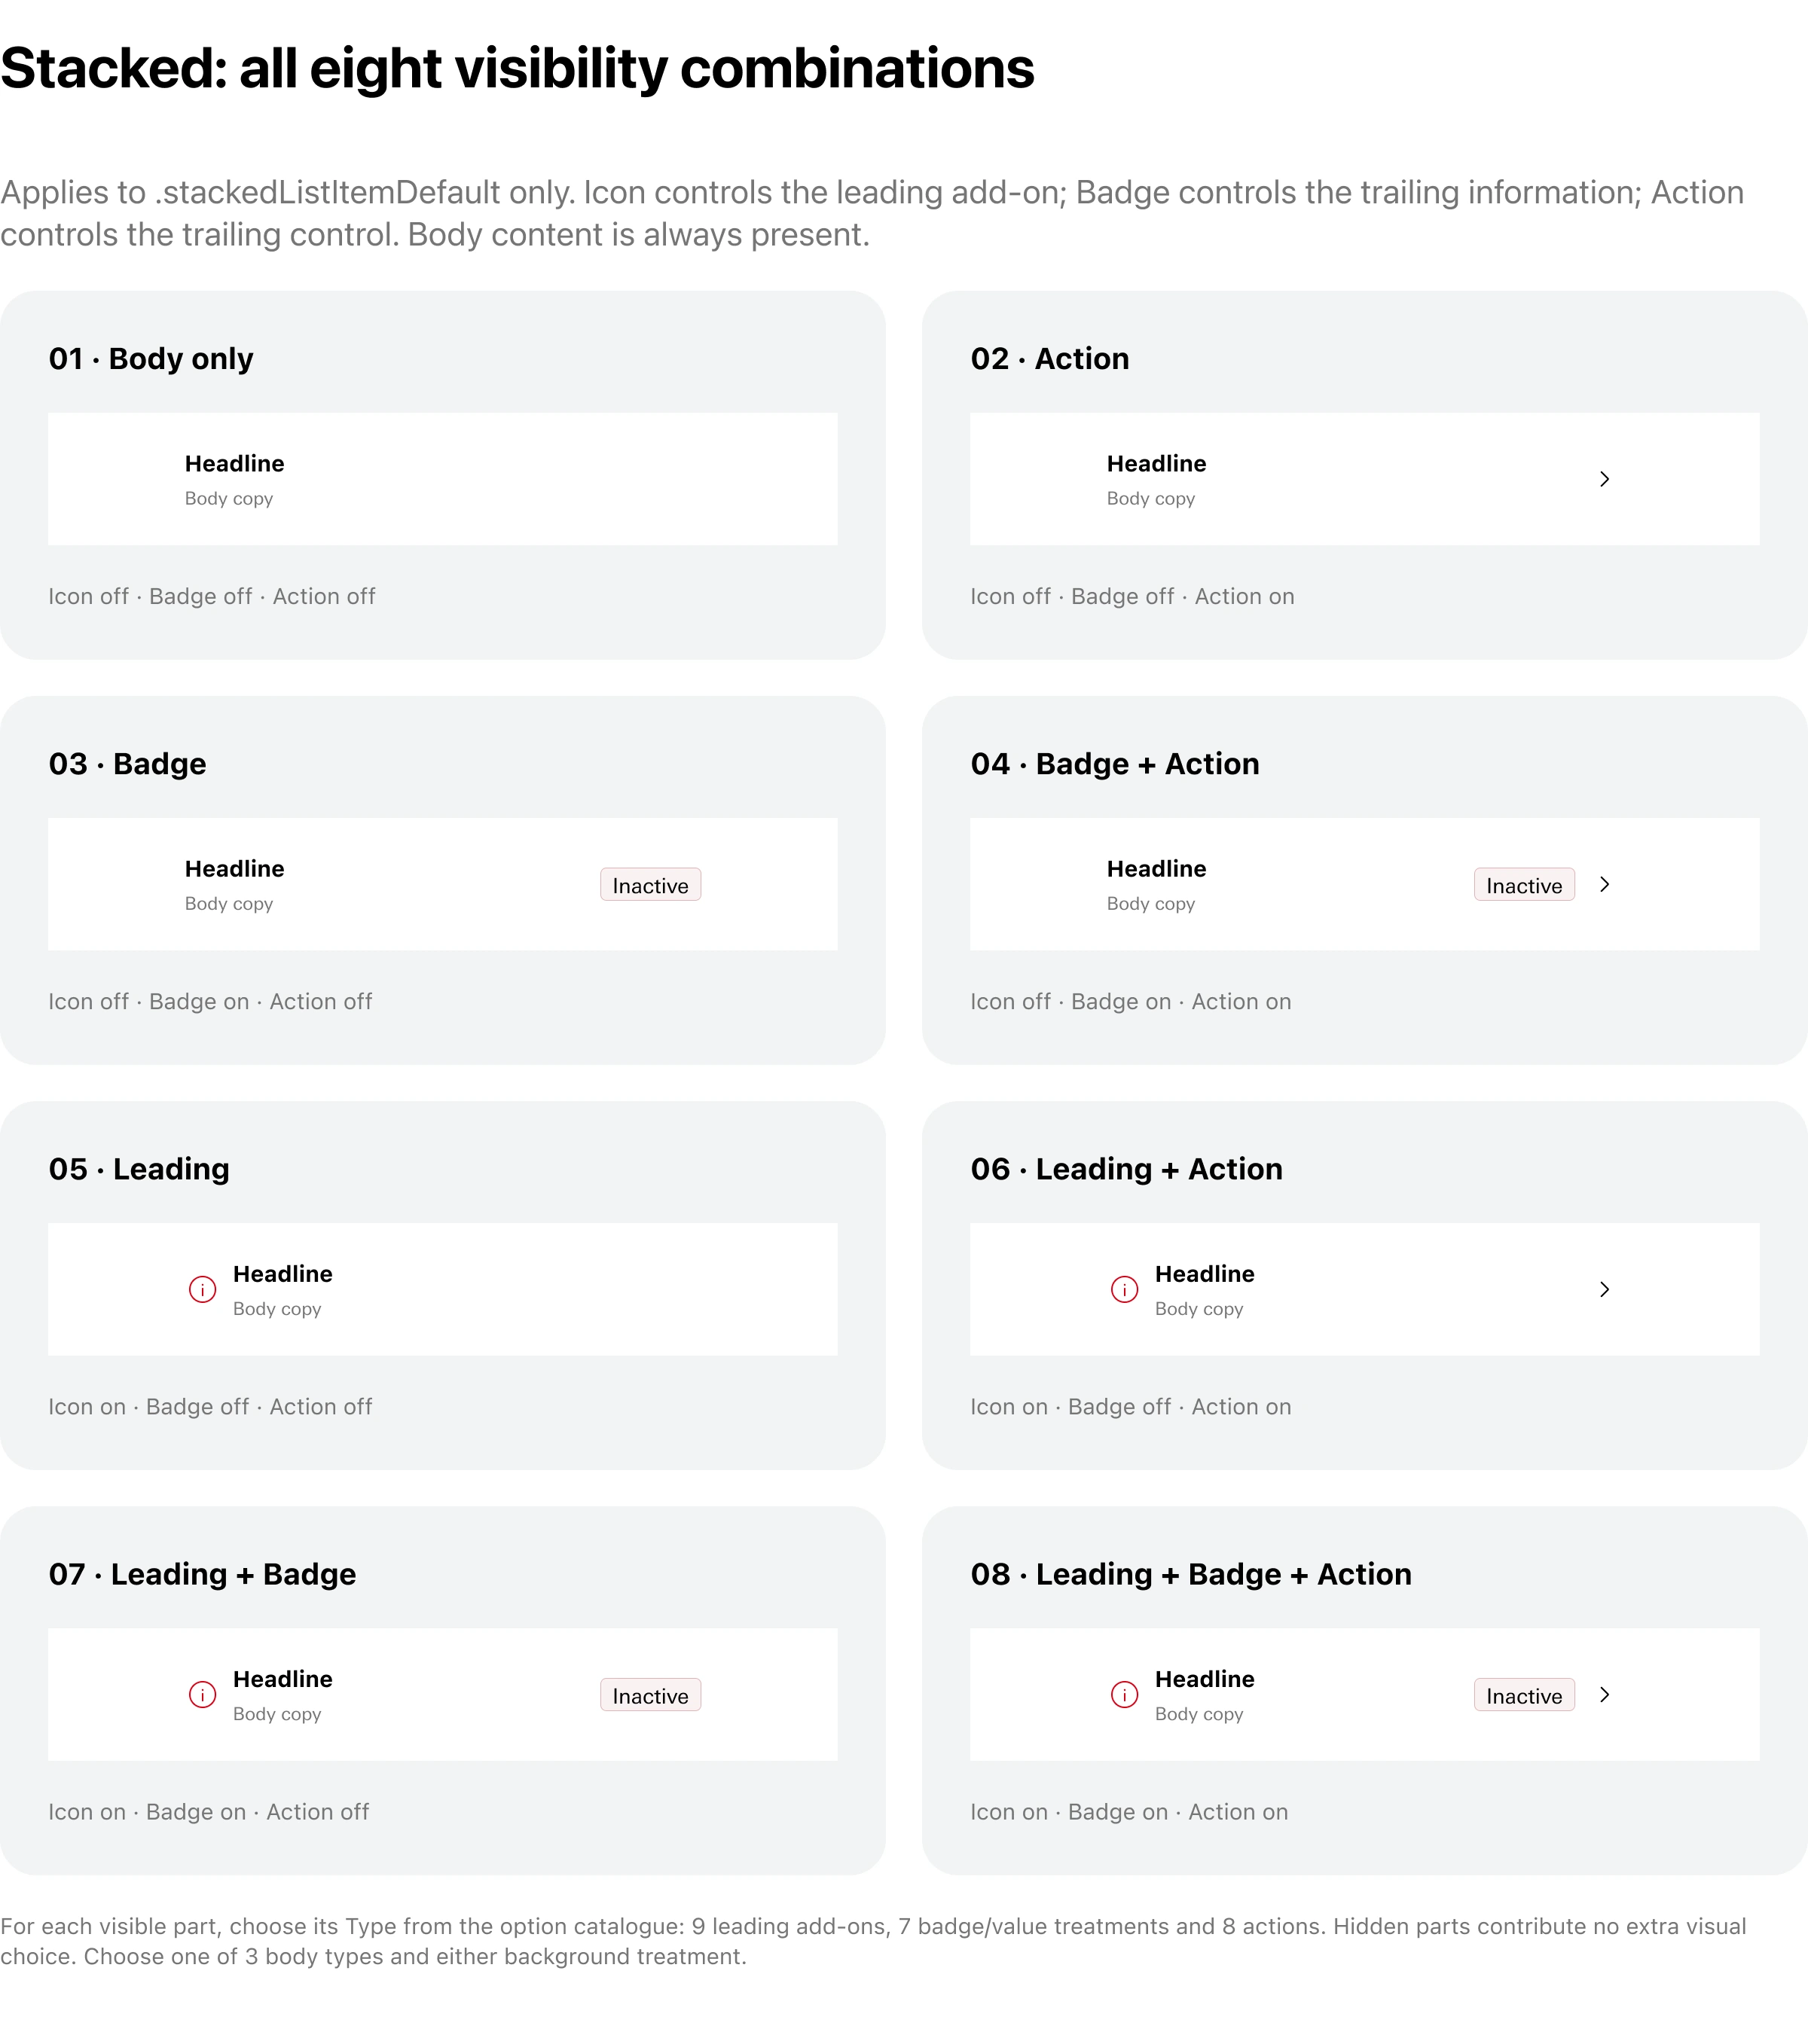 Stacked: all eight visibility combinations
Applies to .stackedListItemDefault only. Icon controls the leading add-on; Badge controls the trailing information; Action
controls the trailing control. Body content is always present.
01 · Body only
Headline
Body copy
Icon off · Badge off · Action off
02 · Action
Headline
Body copy
Icon off · Badge off · Action on
03 · Badge
Headline
Body copy
Inactive
Icon off · Badge on · Action off
04 · Badge + Action
Headline
Body copy
Inactive
Icon off · Badge on · Action on
05 · Leading
Headline
Body copy
Icon on · Badge off · Action off
06 · Leading + Action
Headline
Body copy
Icon on · Badge off · Action on
07 · Leading + Badge
Headline
Body copy
Inactive
Icon on · Badge on · Action off
08 · Leading + Badge + Action
Headline
Body copy
Inactive
Icon on · Badge on · Action on
For each visible part, choose its Type from the option catalogue: 9 leading add-ons, 7 badge/value treatments and 8 actions. Hidden parts contribute no extra visual
choice. Choose one of 3 body types and either background treatment.